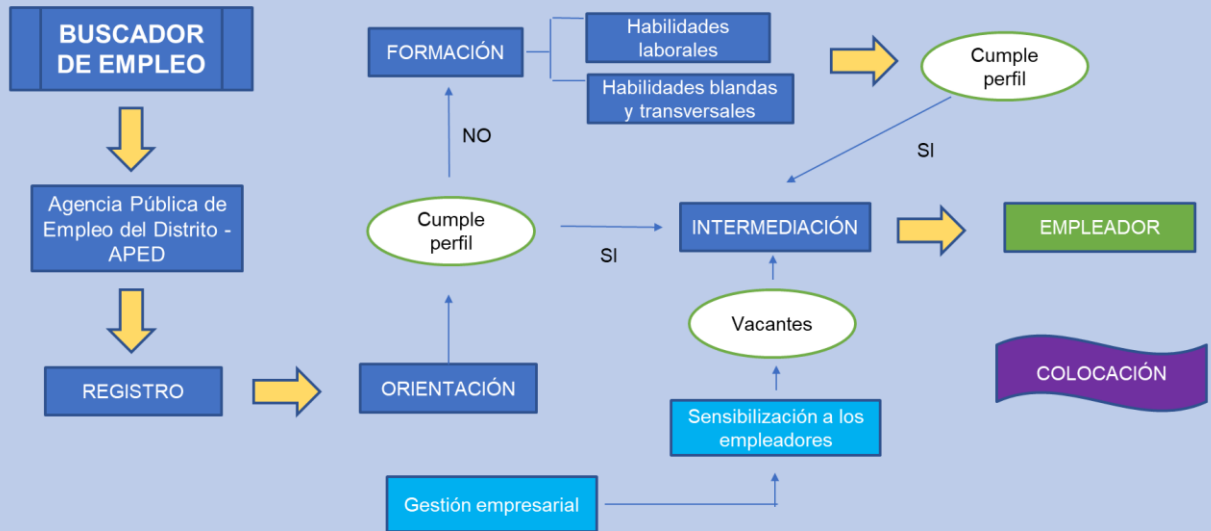 BUSCADOR
DE EMPLEO
Agencia Pública de
Empleo del Distrito -
APED
REGISTRO
ORIENTACIÓN
Cumple
perfil
NO
FORMACIÓN
Habilidades
laborales
Habilidades blandas
y transversales
Cumple
perfil
SI
SI
INTERMEDIACIÓN
EMPLEADOR
Vacantes
COLOCACIÓN
Sensibilización a los
empleadores
Gestión empresarial